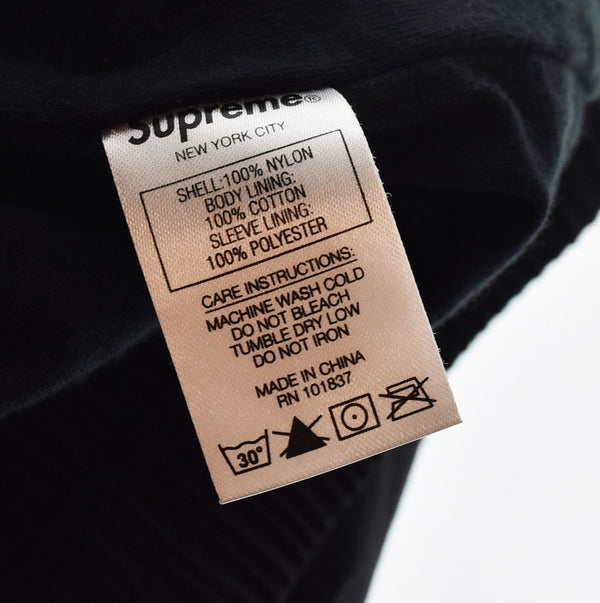 Supreme®
NEW YORK CITY
SHELL:100% NYLON
BODY LINING:
100% COTTON
SLEEVE LINING:
100% POLYESTER
CARE INSTRUCTIONS:
MACHINE WASH COLD
DO NOT BLEACH
TUMBLE DRY LOW
DO NOT IRON
MADE IN CHINA
RN 101837
30°